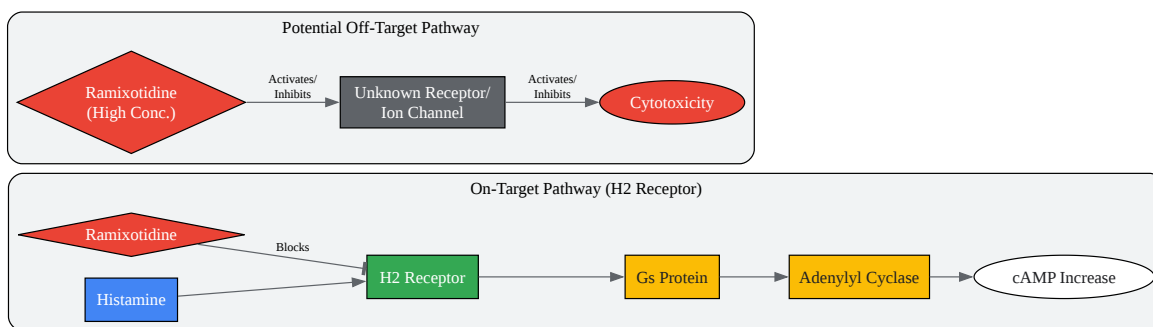 Potential Off-Target Pathway
Ramixotidine
(High Conc.)
Activates/
Inhibits
Unknown Receptor/
Ion Channel
Activates/
Inhibits
Cytotoxicity
On-Target Pathway (H2 Receptor)
Ramixotidine
Blocks
Histamine
H2 Receptor
Gs Protein
Adenylyl Cyclase
cAMP Increase